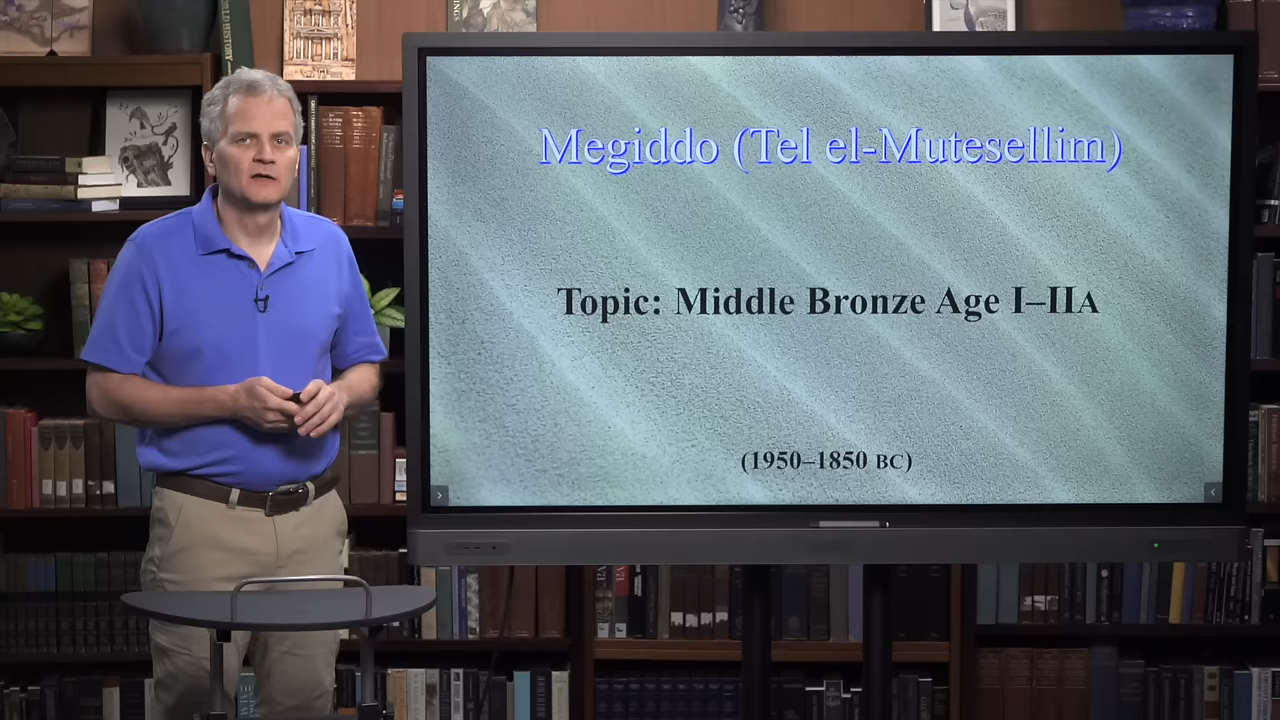 Megiddo (Tel el-Mutesellim)
Topic: Middle Bronze Age I–IIA
(1950–1850 BC)